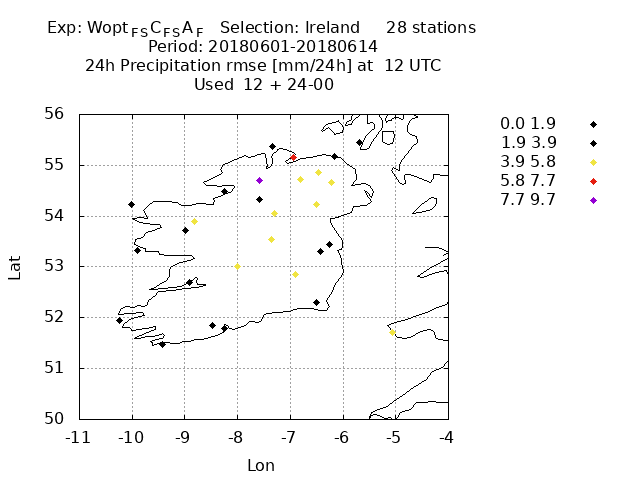 Exp: Wopt FS C FS A F Selection: Ireland 28 stations
Period: 20180601-20180614
24h Precipitation rmse [mm/24h] at 12 UTC
Used 12 + 24-00
0.0 1.9
1.9 3.9
3.9 5.8
5.8 7.7
7.7 9.7
56
55
54
53
52
51
50
Lat
-11 -10 -9 -8 -7 -6 -5 -4
Lon